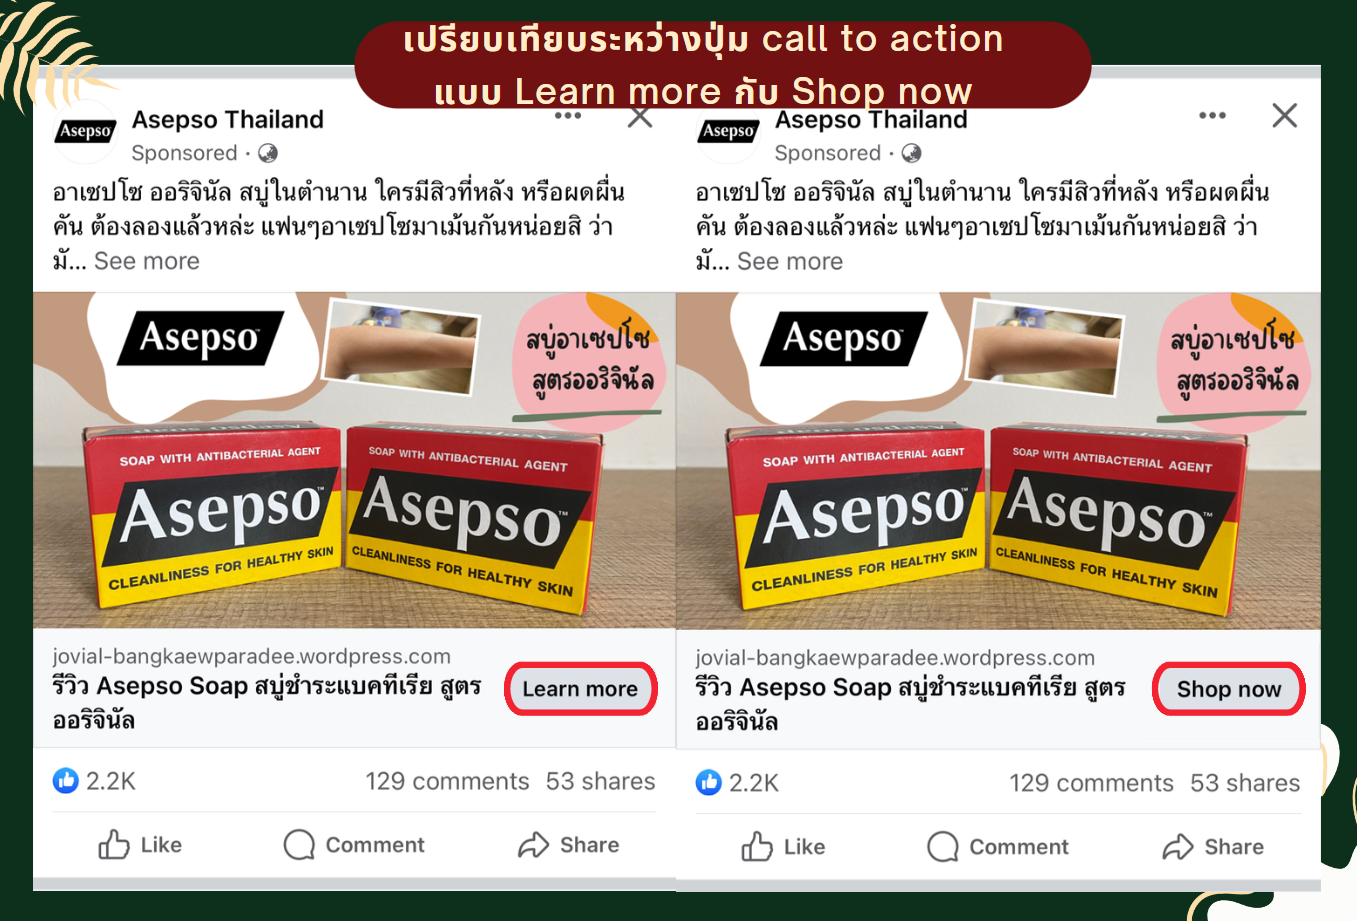 เปรียบเทียบระหว่างปุ่ม call to action
แบบ Learn more กับ Shop now
Asepso
Asepso Thailand
Sponsored ·
อาเซปโซ ออริจินัล สบู่ในตำนาน ใครมีสิวที่หลัง หรือผดผื่น
คัน ต้องลองแล้วหล่ะ แฟนๆอาเซปโซมาเม้นกันหน่อยสิ ว่า
มั... See more
Asepso
สบู่อาเซปโซ
สูตรออริจินัล
Asepso soap
SOAP WITH ANTIBACTERIAL AGENT
Asepso™
CLEANLINESS FOR HEALTHY SKIN
Asepso
SOAP WITH ANTIBACTERIAL AGENT
Asepso™
CLEANLINESS FOR HEALTHY SKIN
jovial-bangkaewparadee.wordpress.com
รีวิว Asepso Soap สบู่ชำระแบคทีเรีย สูตร
ออริจินัล
Learn more
2.2K
129 comments 53 shares
Like Comment Share
Asepso
Asepso Thailand
Sponsored ·
อาเซปโซ ออริจินัล สบู่ในตำนาน ใครมีสิวที่หลัง หรือผดผื่น
คัน ต้องลองแล้วหล่ะ แฟนๆอาเซปโซมาเม้นกันหน่อยสิ ว่า
มั... See more
Asepso
สบู่อาเซปโซ
สูตรออริจินัล
Asepso soap
SOAP WITH ANTIBACTERIAL AGENT
Asepso™
CLEANLINESS FOR HEALTHY SKIN
Asepso
SOAP WITH ANTIBACTERIAL AGENT
Asepso™
CLEANLINESS FOR HEALTHY SKIN
jovial-bangkaewparadee.wordpress.com
รีวิว Asepso Soap สบู่ชำระแบคทีเรีย สูตร
ออริจินัล
Shop now
2.2K
129 comments 53 shares
Like Comment Share